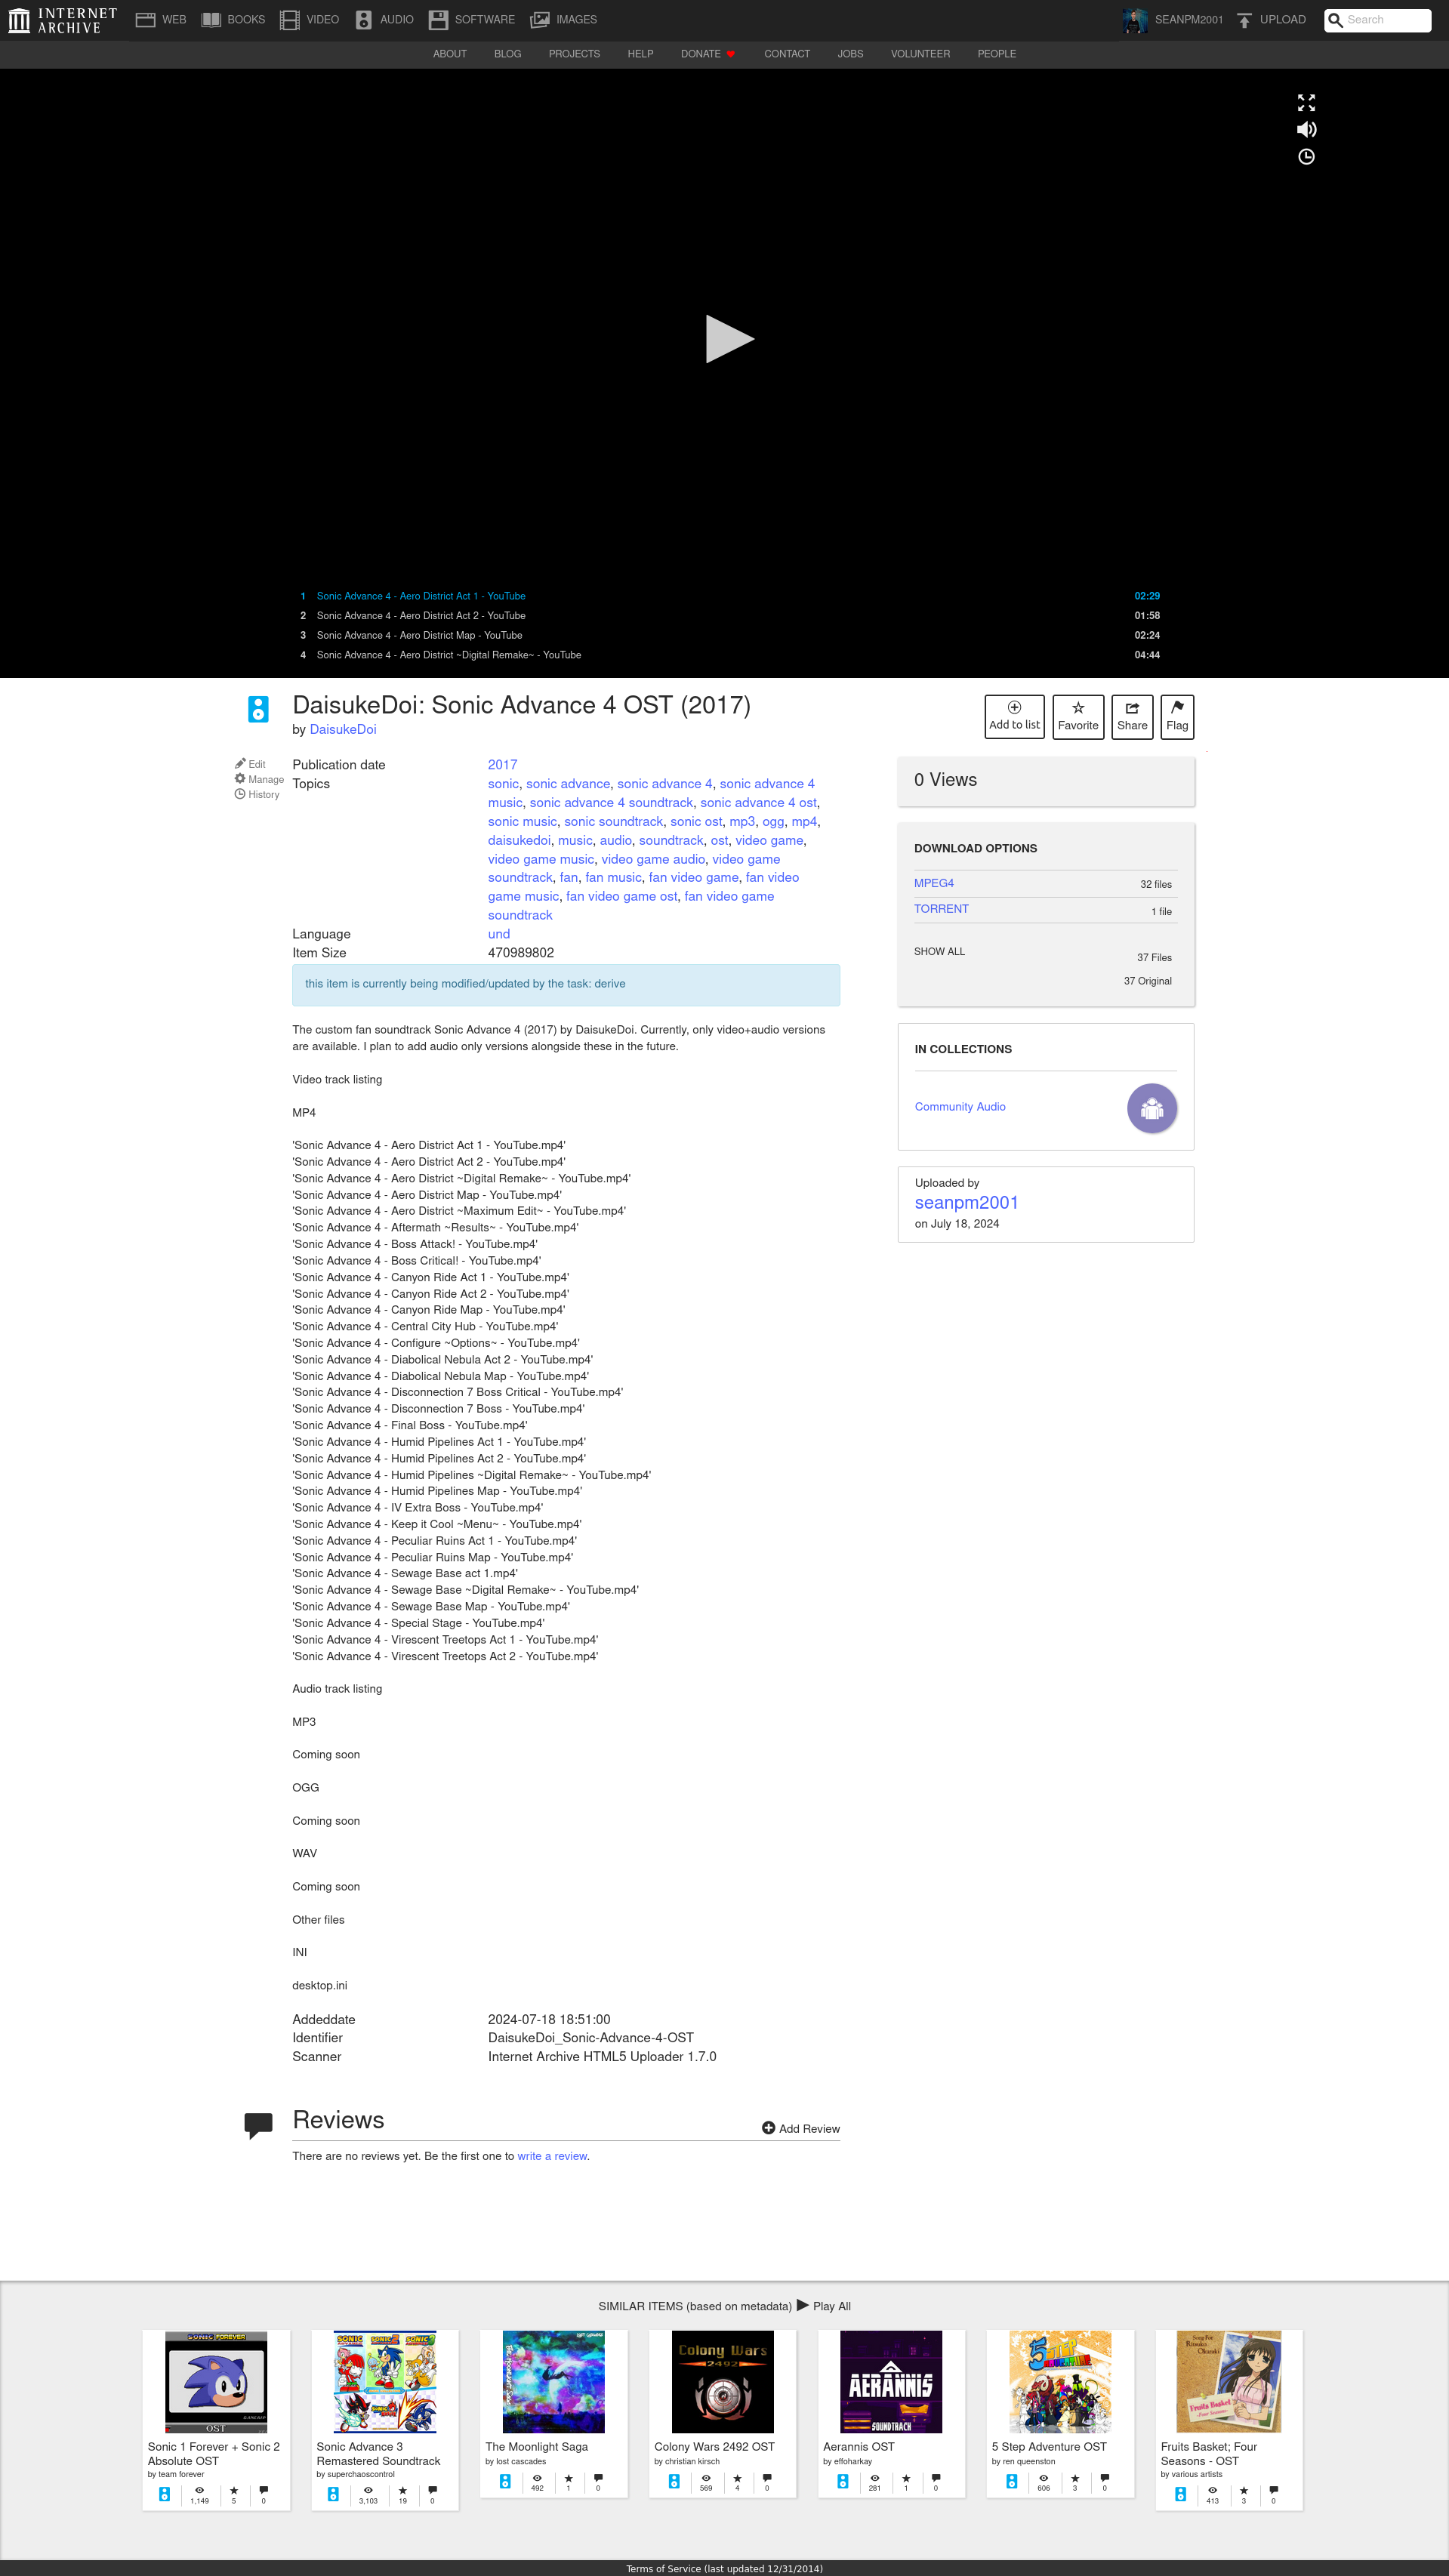 INTERNET ARCHIVE
WEB BOOKS VIDEO AUDIO SOFTWARE IMAGES SEANPM2001 UPLOAD Search
ABOUT BLOG PROJECTS HELP DONATE CONTACT JOBS VOLUNTEER PEOPLE
1 Sonic Advance 4 - Aero District Act 1 - YouTube 02:29
2 Sonic Advance 4 - Aero District Act 2 - YouTube 01:58
3 Sonic Advance 4 - Aero District Map - YouTube 02:24
4 Sonic Advance 4 - Aero District ~Digital Remake~ - YouTube 04:44
DaisukeDoi: Sonic Advance 4 OST (2017)
by DaisukeDoi
Add to list Favorite Share Flag
Edit
Manage
History
Publication date 2017
Topics sonic, sonic advance, sonic advance 4, sonic advance 4
music, sonic advance 4 soundtrack, sonic advance 4 ost,
sonic music, sonic soundtrack, sonic ost, mp3, ogg, mp4,
daisukedoi, music, audio, soundtrack, ost, video game,
video game music, video game audio, video game
soundtrack, fan, fan music, fan video game, fan video
game music, fan video game ost, fan video game
soundtrack
Language und
Item Size 470989802
this item is currently being modified/updated by the task: derive
The custom fan soundtrack Sonic Advance 4 (2017) by DaisukeDoi. Currently, only video+audio versions
are available. I plan to add audio only versions alongside these in the future.
Video track listing
MP4
'Sonic Advance 4 - Aero District Act 1 - YouTube.mp4'
'Sonic Advance 4 - Aero District Act 2 - YouTube.mp4'
'Sonic Advance 4 - Aero District ~Digital Remake~ - YouTube.mp4'
'Sonic Advance 4 - Aero District Map - YouTube.mp4'
'Sonic Advance 4 - Aero District ~Maximum Edit~ - YouTube.mp4'
'Sonic Advance 4 - Aftermath ~Results~ - YouTube.mp4'
'Sonic Advance 4 - Boss Attack! - YouTube.mp4'
'Sonic Advance 4 - Boss Critical! - YouTube.mp4'
'Sonic Advance 4 - Canyon Ride Act 1 - YouTube.mp4'
'Sonic Advance 4 - Canyon Ride Act 2 - YouTube.mp4'
'Sonic Advance 4 - Canyon Ride Map - YouTube.mp4'
'Sonic Advance 4 - Central City Hub - YouTube.mp4'
'Sonic Advance 4 - Configure ~Options~ - YouTube.mp4'
'Sonic Advance 4 - Diabolical Nebula Act 2 - YouTube.mp4'
'Sonic Advance 4 - Diabolical Nebula Map - YouTube.mp4'
'Sonic Advance 4 - Disconnection 7 Boss Critical - YouTube.mp4'
'Sonic Advance 4 - Disconnection 7 Boss - YouTube.mp4'
'Sonic Advance 4 - Final Boss - YouTube.mp4'
'Sonic Advance 4 - Humid Pipelines Act 1 - YouTube.mp4'
'Sonic Advance 4 - Humid Pipelines Act 2 - YouTube.mp4'
'Sonic Advance 4 - Humid Pipelines ~Digital Remake~ - YouTube.mp4'
'Sonic Advance 4 - Humid Pipelines Map - YouTube.mp4'
'Sonic Advance 4 - IV Extra Boss - YouTube.mp4'
'Sonic Advance 4 - Keep it Cool ~Menu~ - YouTube.mp4'
'Sonic Advance 4 - Peculiar Ruins Act 1 - YouTube.mp4'
'Sonic Advance 4 - Peculiar Ruins Map - YouTube.mp4'
'Sonic Advance 4 - Sewage Base act 1.mp4'
'Sonic Advance 4 - Sewage Base ~Digital Remake~ - YouTube.mp4'
'Sonic Advance 4 - Sewage Base Map - YouTube.mp4'
'Sonic Advance 4 - Special Stage - YouTube.mp4'
'Sonic Advance 4 - Virescent Treetops Act 1 - YouTube.mp4'
'Sonic Advance 4 - Virescent Treetops Act 2 - YouTube.mp4'
Audio track listing
MP3
Coming soon
OGG
Coming soon
WAV
Coming soon
Other files
INI
desktop.ini
Addeddate 2024-07-18 18:51:00
Identifier DaisukeDoi_Sonic-Advance-4-OST
Scanner Internet Archive HTML5 Uploader 1.7.0
0 Views
DOWNLOAD OPTIONS
MPEG4 32 files
TORRENT 1 file
SHOW ALL 37 Files
37 Original
IN COLLECTIONS
Community Audio
Uploaded by
seanpm2001
on July 18, 2024
Reviews
Add Review
There are no reviews yet. Be the first one to write a review.
SIMILAR ITEMS (based on metadata) Play All
SONIC FOREVER
OST
Sonic 1 Forever + Sonic 2
Absolute OST
by team forever
1,149 5 0
Sonic Advance 3
Remastered Soundtrack
by superchaoscontrol
3,103 19 0
The Moonlight Saga
by lost cascades
492 1 0
Colony Wars
2492
Colony Wars 2492 OST
by christian kirsch
569 4 0
AERANNIS
SOUNDTRACK
Aerannis OST
by effoharkay
281 1 0
5 STEP
ADVENTURE
5 Step Adventure OST
by ren queenston
606 3 0
Fruits Basket
Fruits Basket; Four
Seasons - OST
by various artists
413 3 0
Terms of Service (last updated 12/31/2014)